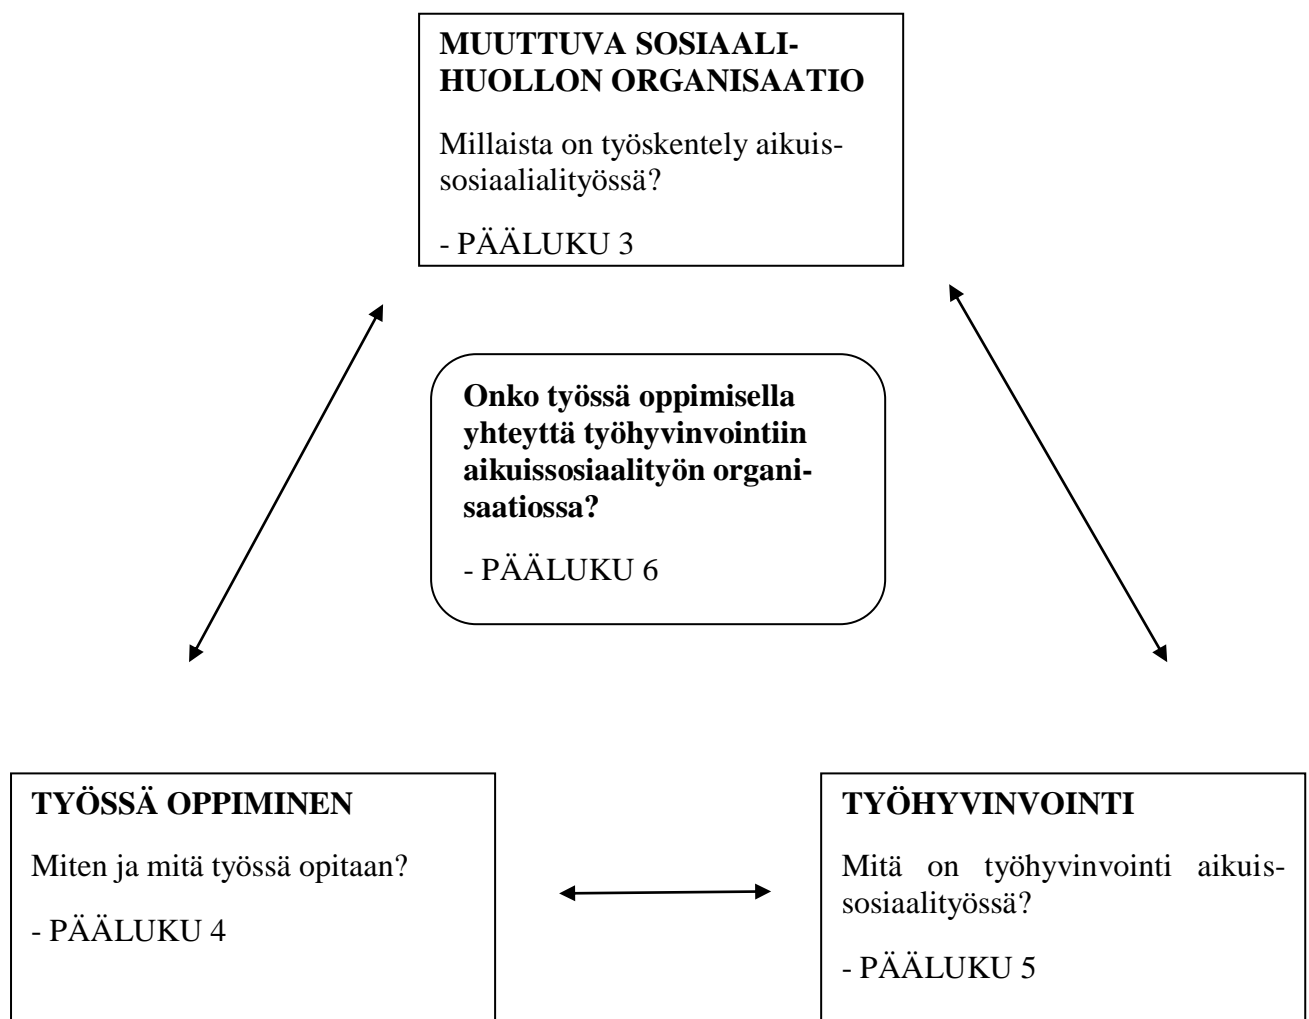 MUUTTUVA SOSIAALI-
HUOLLON ORGANISAATIO
Millaista on työskentely aikuis-
sosiaalialityössä?
- PÄÄLUKU 3
Onko työssä oppimisella
yhteyttä työhyvinvointiin
aikuissosiaalityön organi-
saatiossa?
- PÄÄLUKU 6
TYÖSSÄ OPPIMINEN
Miten ja mitä työssä opitaan?
- PÄÄLUKU 4
TYÖHYVINVOINTI
Mitä on työhyvinvointi aikuis-
sosiaalityössä?
- PÄÄLUKU 5